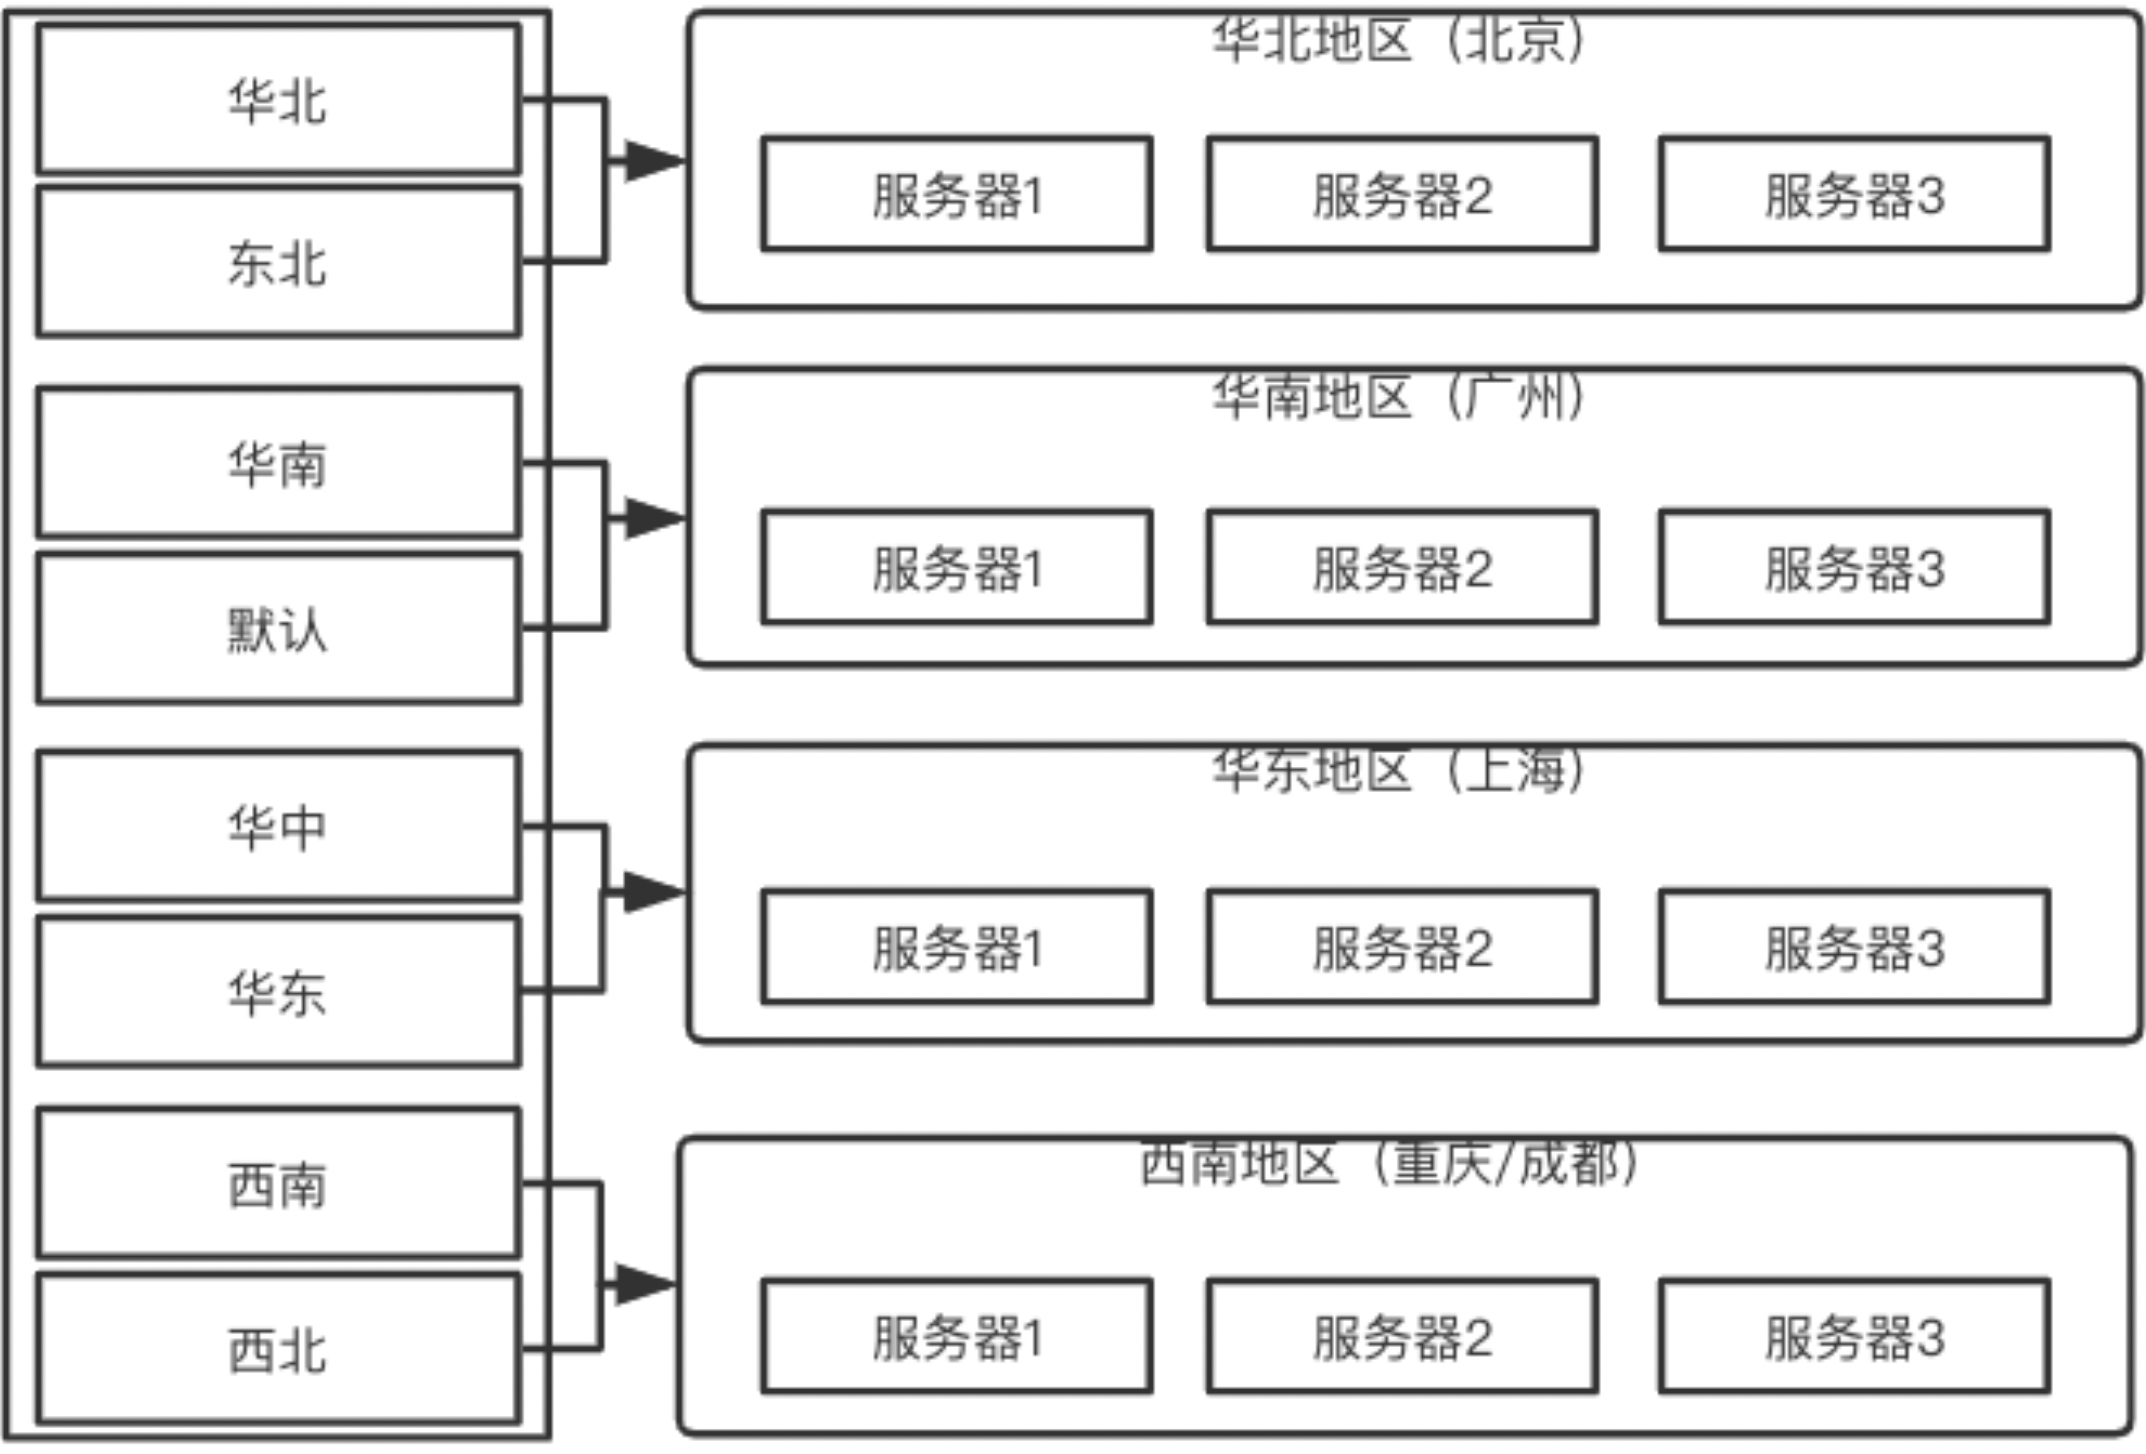 华北
东北
华南
默认
华中
华东
西南
西北
华北地区（北京）
服务器1
服务器2
服务器3
华南地区（广州）
服务器1
服务器2
服务器3
华东地区（上海）
服务器1
服务器2
服务器3
西南地区（重庆/成都）
服务器1
服务器2
服务器3